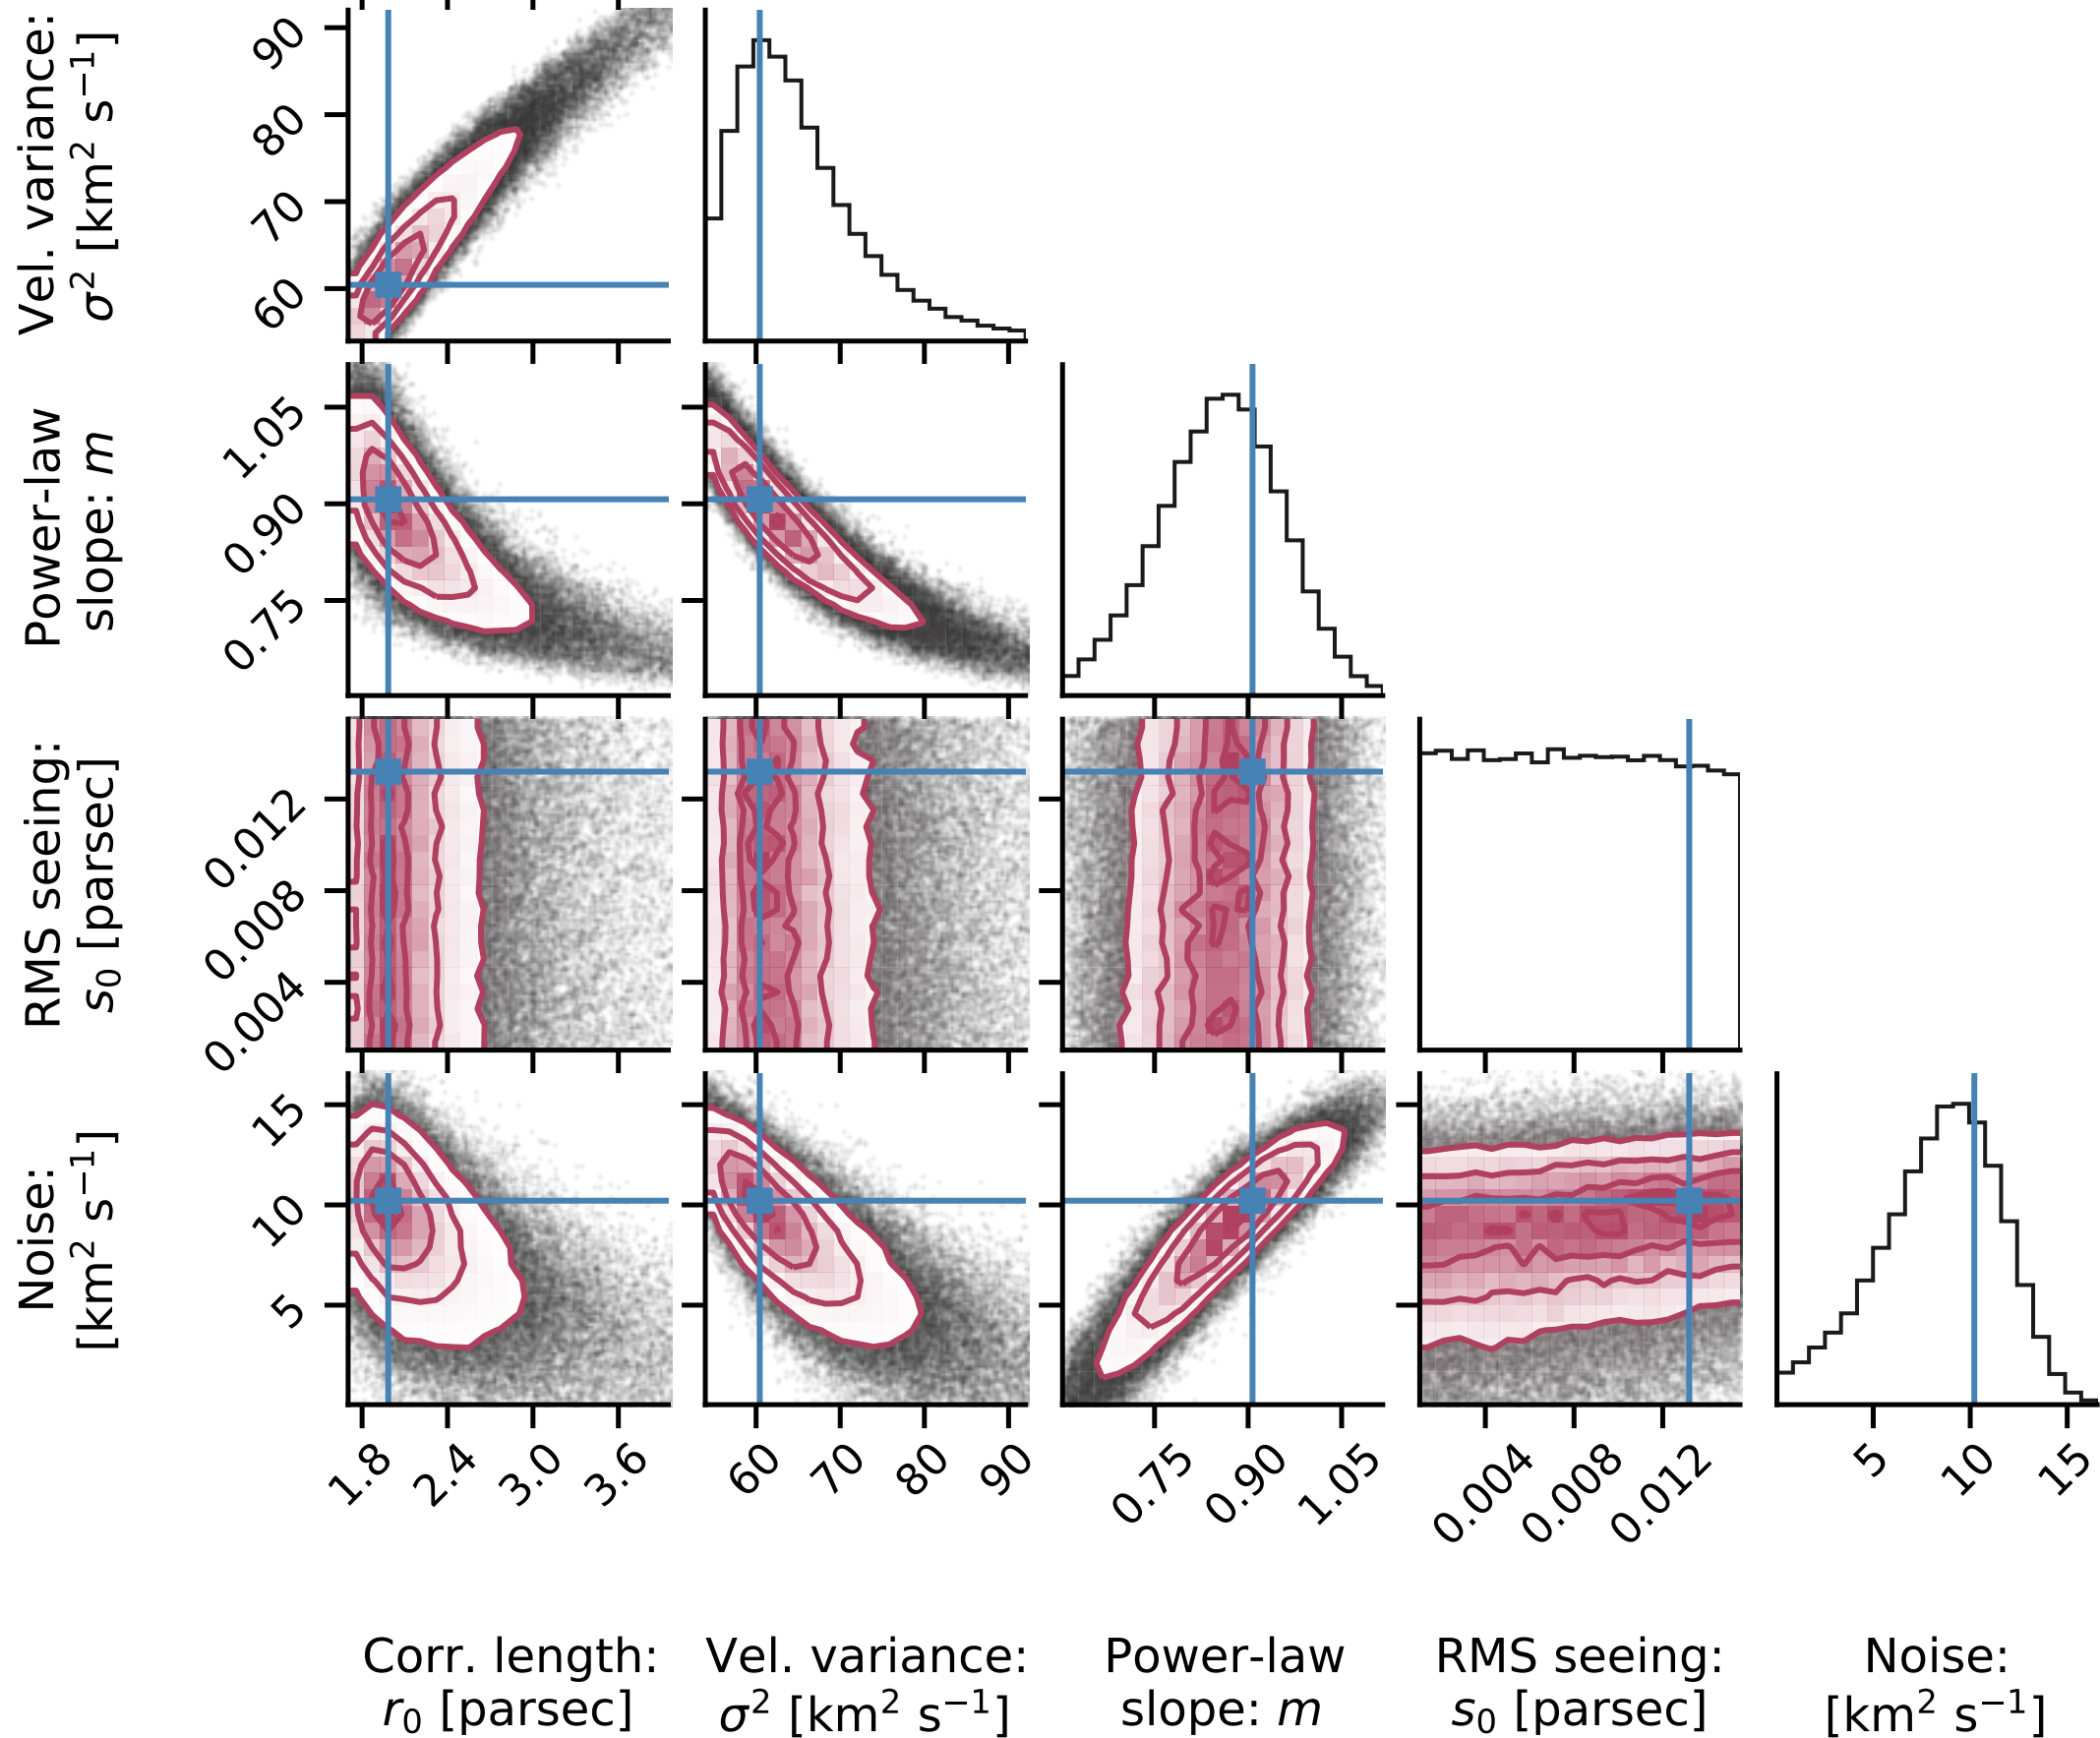 Vel. variance:
σ² [km² s⁻¹]
90
80
70
60
Power-law
slope: m
1.05
0.90
0.75
RMS seeing:
s₀ [parsec]
0.012
0.008
0.004
Noise:
[km² s⁻¹]
15
10
5
1.8 2.4 3.0 3.6
60 70 80 90
0.75 0.90 1.05
0.004 0.008 0.012
5 10 15
Corr. length:
r₀ [parsec]
Vel. variance:
σ² [km² s⁻¹]
Power-law
slope: m
RMS seeing:
s₀ [parsec]
Noise:
[km² s⁻¹]